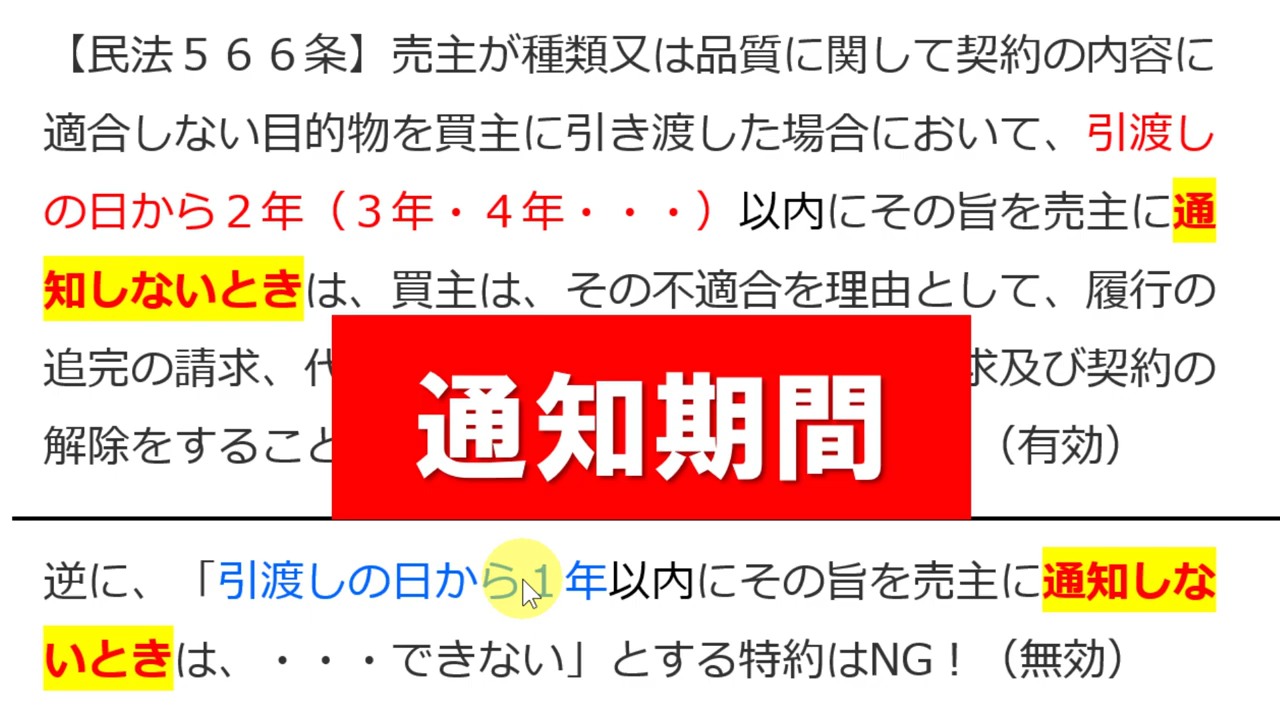 【民法５６６条】売主が種類又は品質に関して契約の内容に
適合しない目的物を買主に引き渡した場合において、引渡し
の日から２年（３年・４年・・・）以内にその旨を売主に通
知しないときは、買主は、その不適合を理由として、履行の
追完の請求、 求及び契約の
解除をすること （有効）
通知期間
逆に、「引渡しの日から１年以内にその旨を売主に通知しな
いときは、・・・できない」とする特約はNG！（無効）